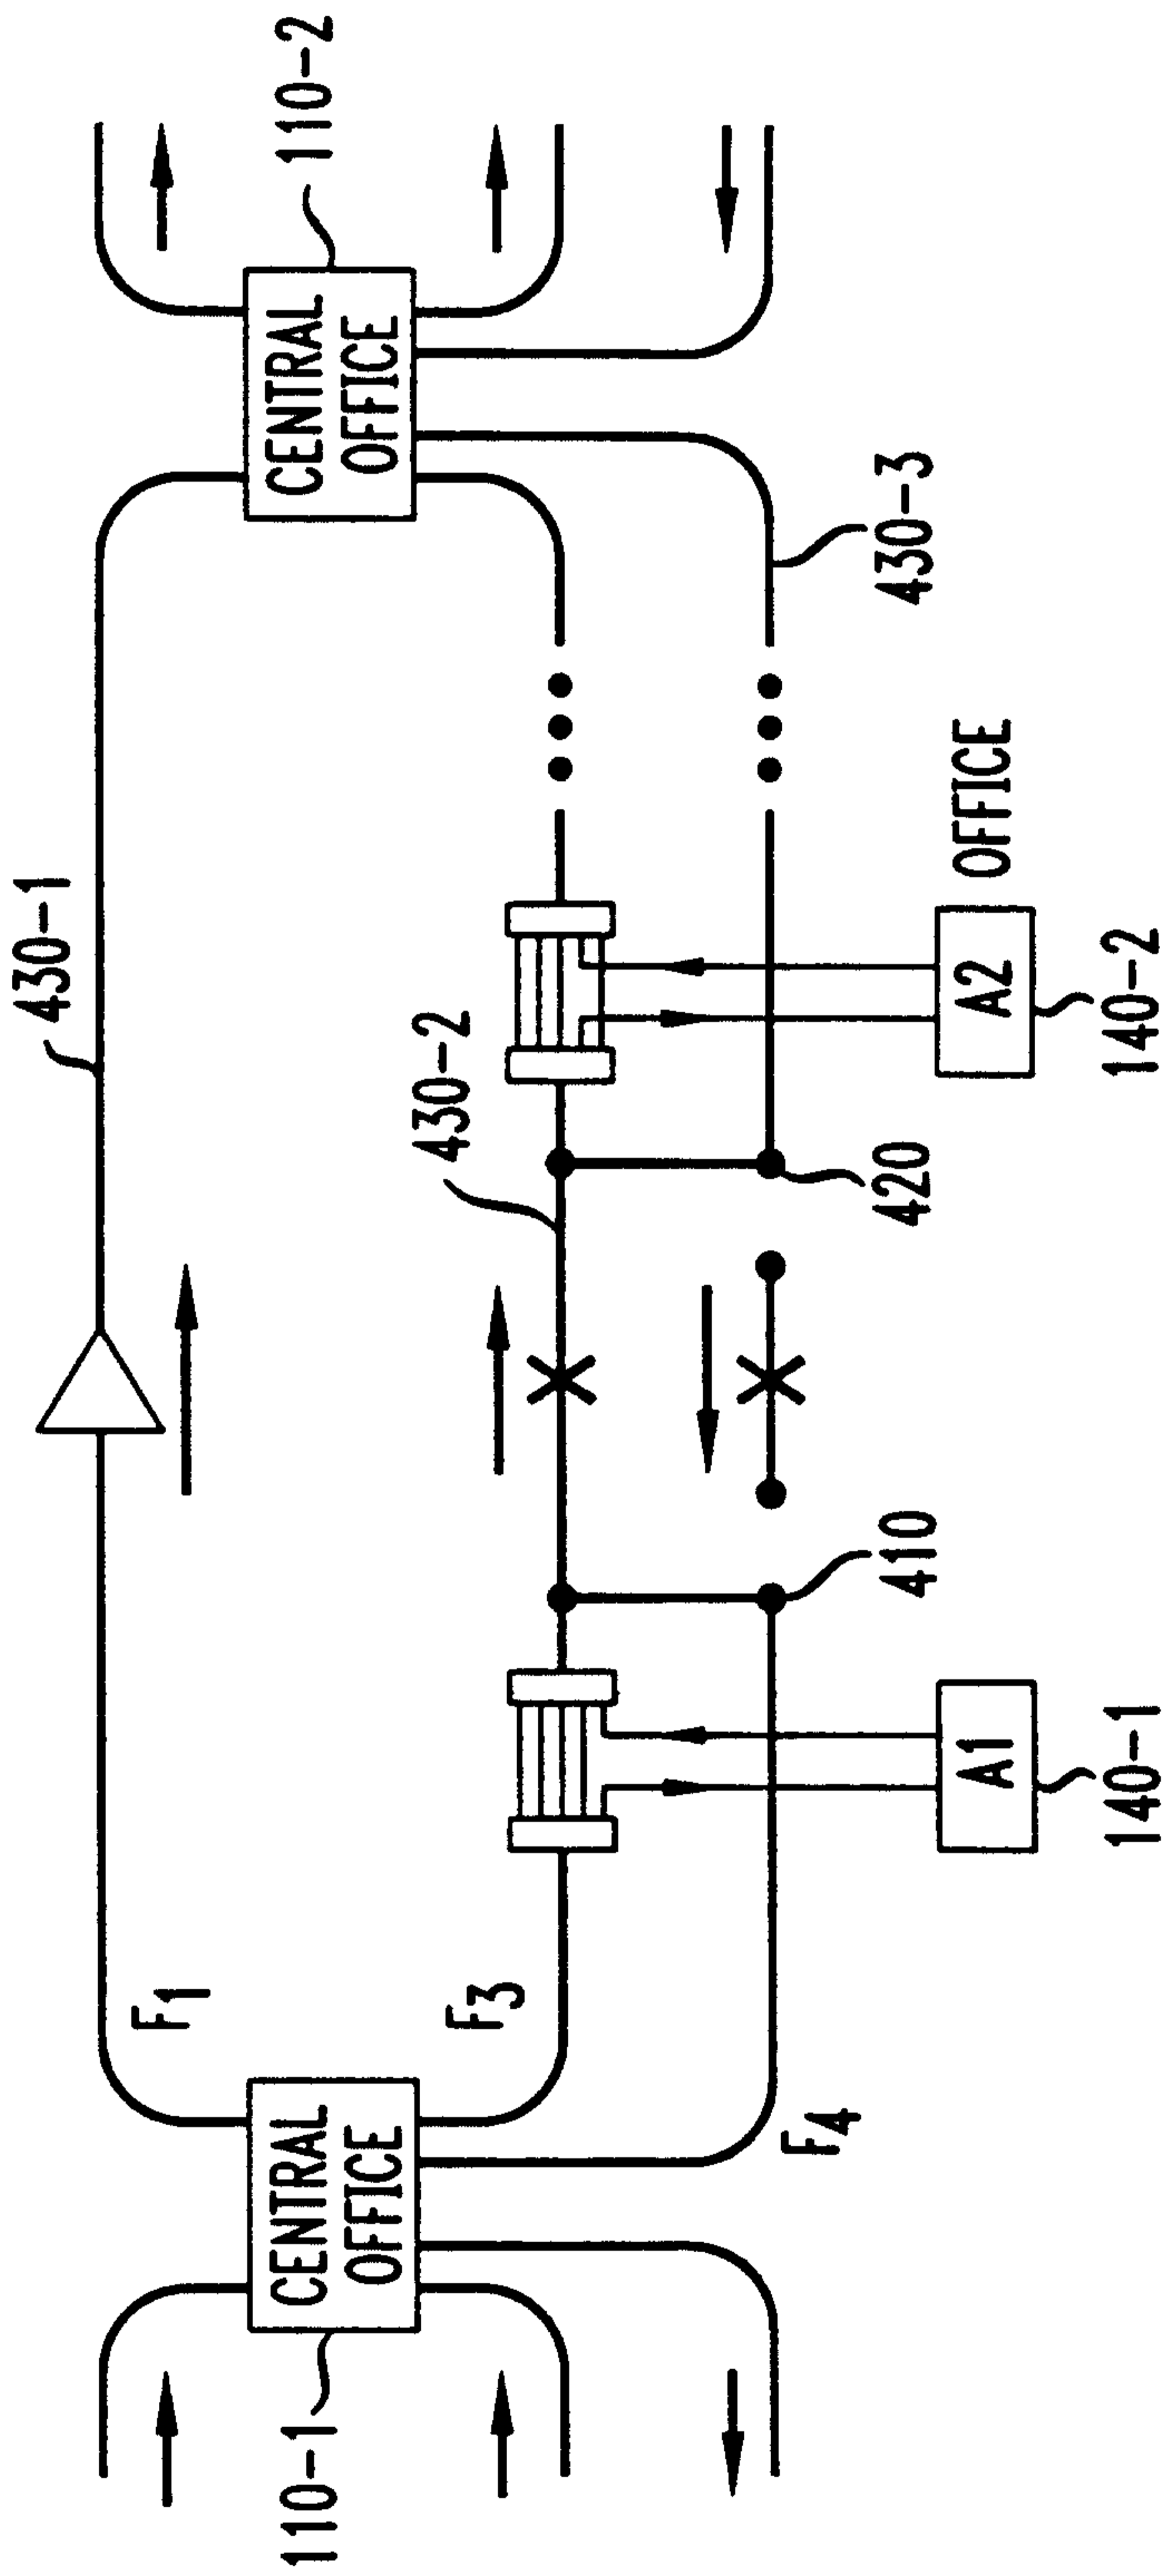 430-1
110-2
CENTRAL
OFFICE
F1
F3
430-2
110-1
CENTRAL
OFFICE
F4
410
420
430-3
A1
A2
OFFICE
140-1
140-2